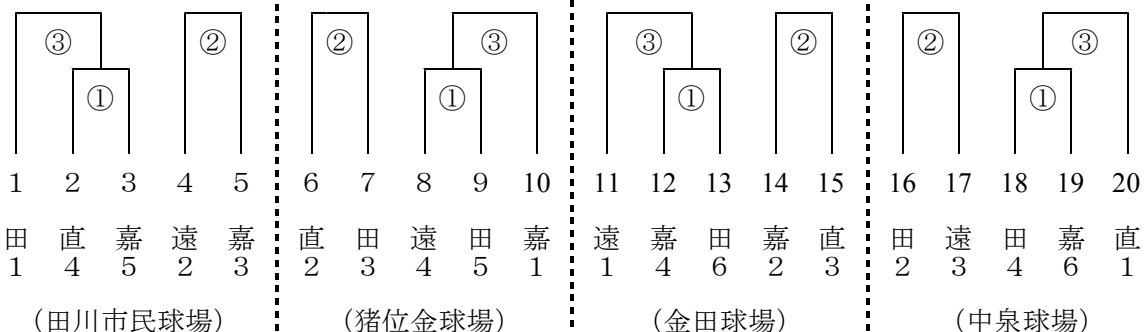 ③ ② ② ③ ③ ② ② ③
① ① ① ①
1 2 3 4 5 6 7 8 9 10 11 12 13 14 15 16 17 18 19 20
田 直 嘉 遠 嘉 直 田 遠 田 嘉 遠 嘉 田 嘉 直 田 遠 田 嘉 直
1 4 5 2 3 2 3 4 5 1 1 4 6 2 3 2 3 4 6 1
(田川市民球場) (猪位金球場) (金田球場) (中泉球場)